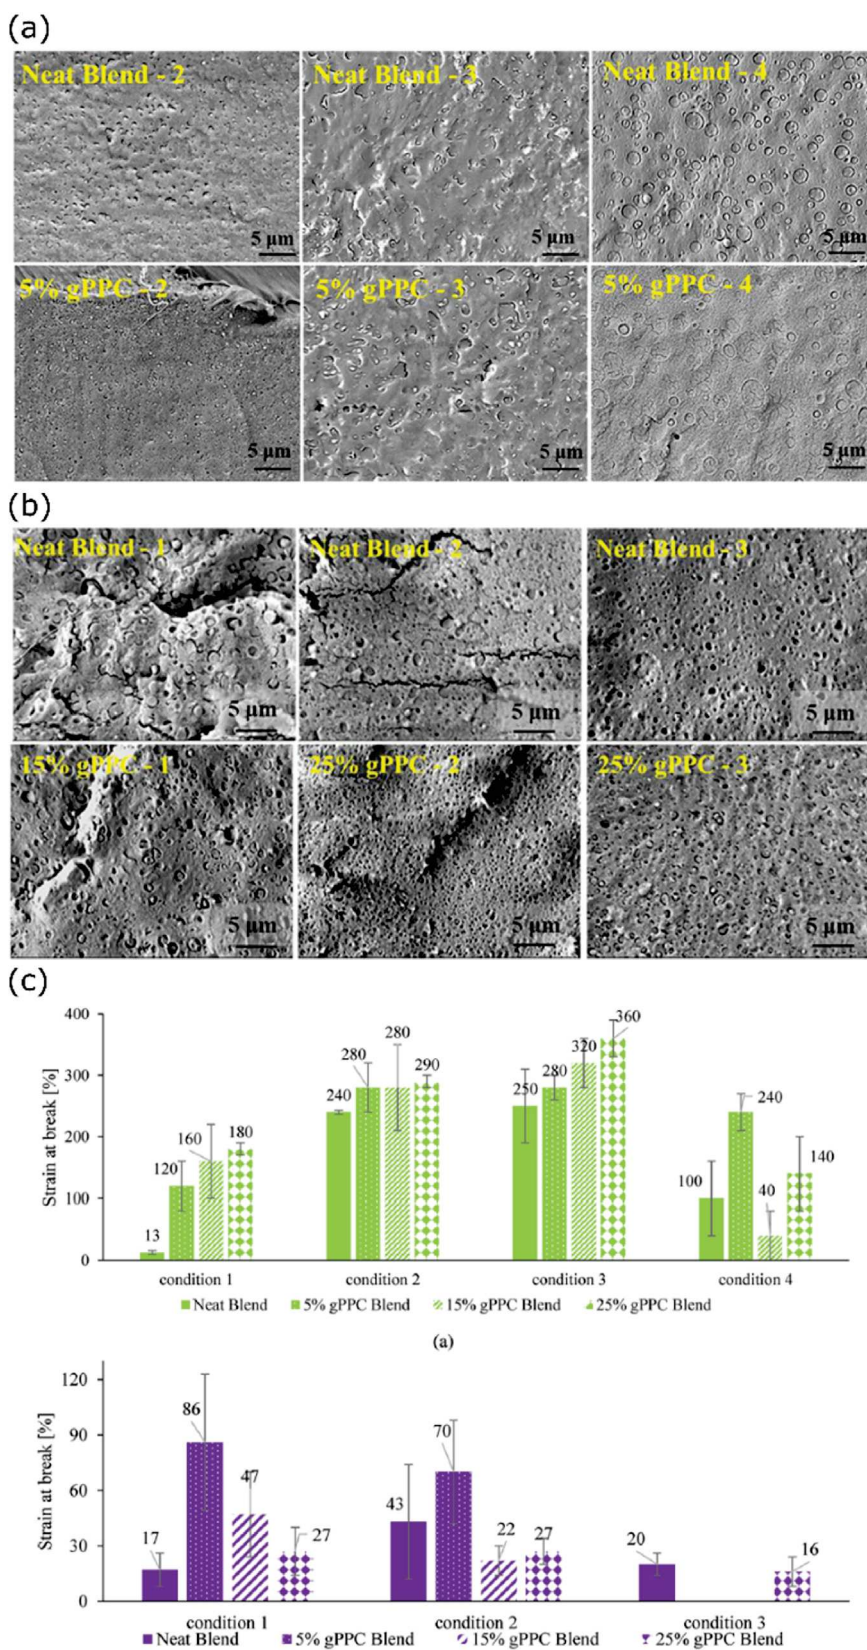 (a)
Neat Blend - 2 Neat Blend - 3 Neat Blend - 4
5 μm 5 μm 5 μm
5% gPPC - 2 5% gPPC - 3 5% gPPC - 4
5 μm 5 μm 5 μm
(b)
Neat Blend - 1 Neat Blend - 2 Neat Blend - 3
5 μm 5 μm 5 μm
15% gPPC - 1 25% gPPC - 2 25% gPPC - 3
5 μm 5 μm 5 μm
(c)
Strain at break [%]
400
300
200
100
0
13 120 160 180
240 280 280 290
250 280 320 360
100 240 40 140
condition 1 condition 2 condition 3 condition 4
Neat Blend 5% gPPC Blend 15% gPPC Blend 25% gPPC Blend
(a)
Strain at break [%]
120
90
60
30
0
17 86 47 27
43 70 22 27
20 16
condition 1 condition 2 condition 3
Neat Blend 5% gPPC Blend 15% gPPC Blend 25% gPPC Blend